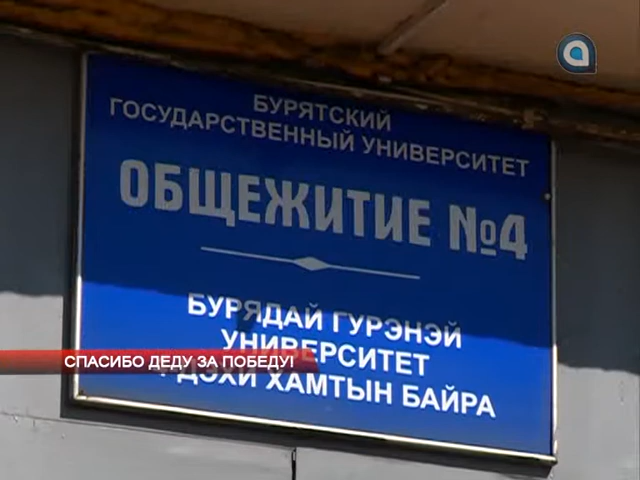 БУРЯТСКИЙ
ГОСУДАРСТВЕННЫЙ УНИВЕРСИТЕТ
ОБЩЕЖИТИЕ №4
БУРЯДАЙ ГУРЭНЭЙ
УНИВЕРСИТЕТ
СПАСИБО ДЕДУ ЗА ПОБЕДУ!
ХАМТЫН БАЙРА